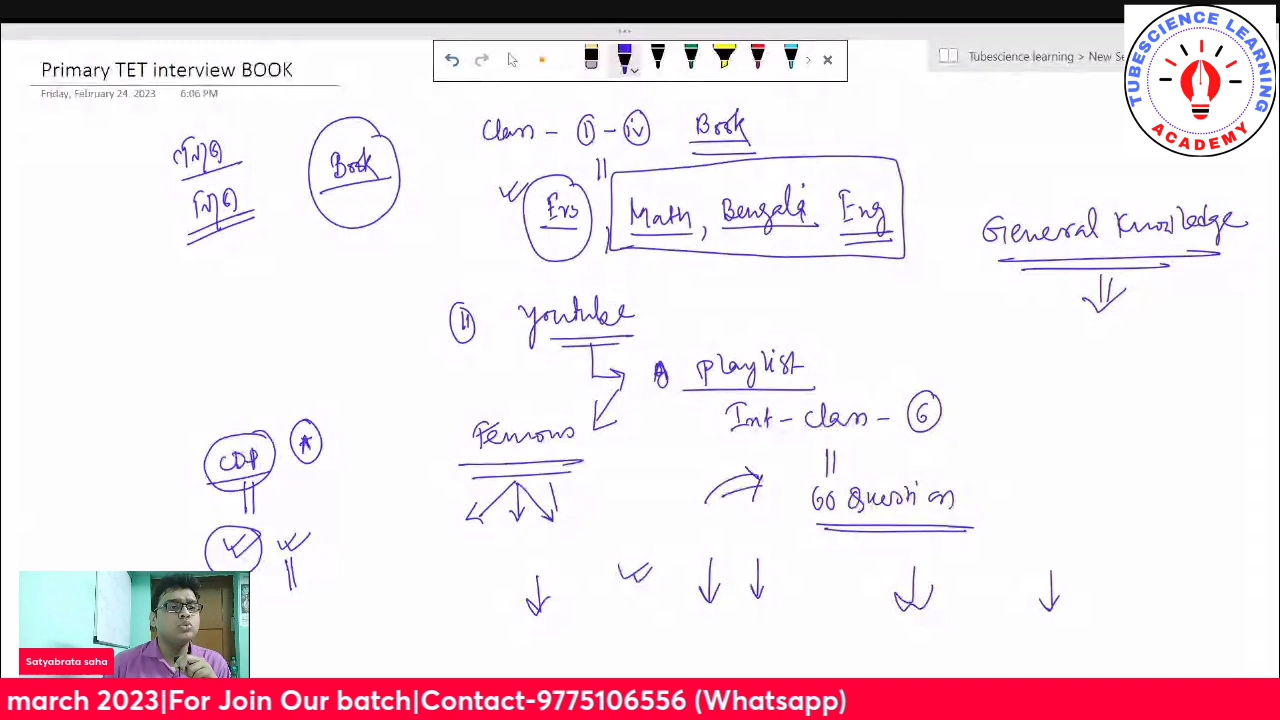 Primary TET interview BOOK
Friday, February 24, 2023 6:06 PM
Tubescience learning > New Se
TUBESCIENCE LEARNING
ACADEMY
Class - (i) - (iv) Book
Book
Evs, Math, Bengali, Eng
General Knowledge
(ii) Youtube
Playlist
Int - class - 6
Femous
60 Question
CDP
Satyabrata saha
march 2023|For Join Our batch|Contact-9775106556 (Whatsapp)